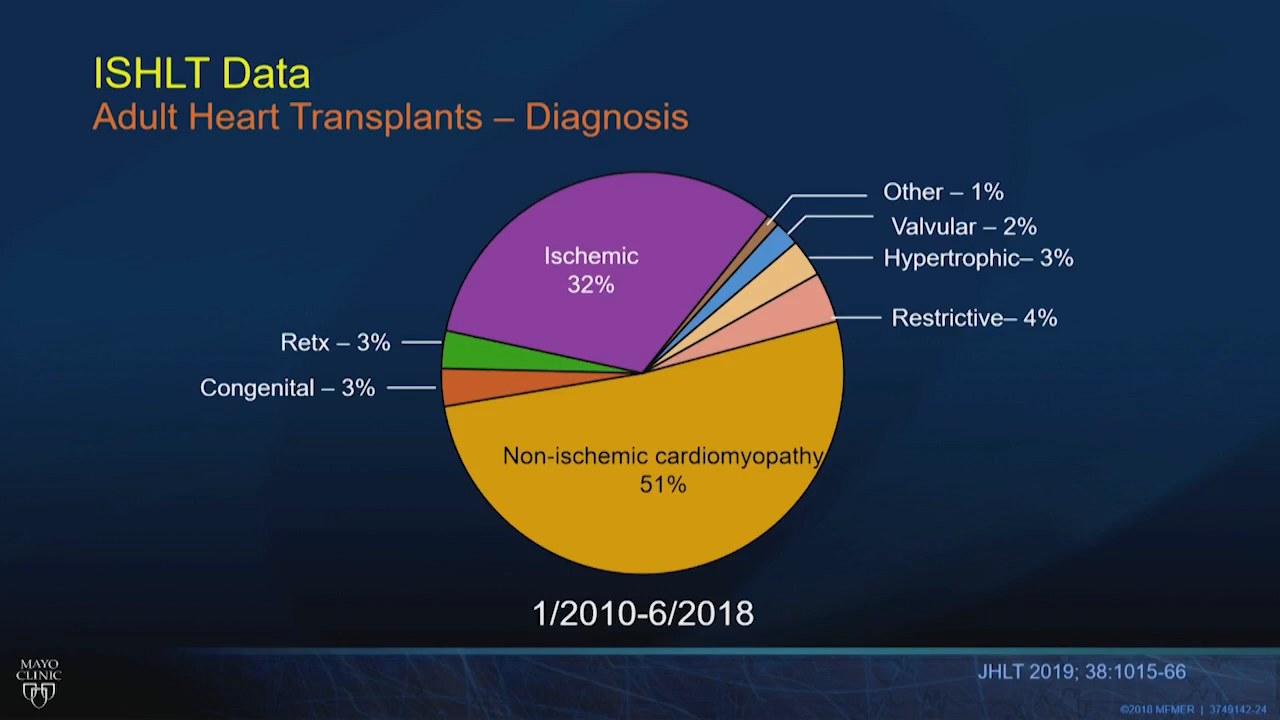 ISHLT Data
Adult Heart Transplants – Diagnosis
Other – 1%
Valvular – 2%
Hypertrophic– 3%
Restrictive– 4%
Ischemic
32%
Retx – 3%
Congenital – 3%
Non-ischemic cardiomyopathy
51%
1/2010-6/2018
MAYO
CLINIC
JHLT 2019; 38:1015-66
©2018 MFMER | 3749142-24